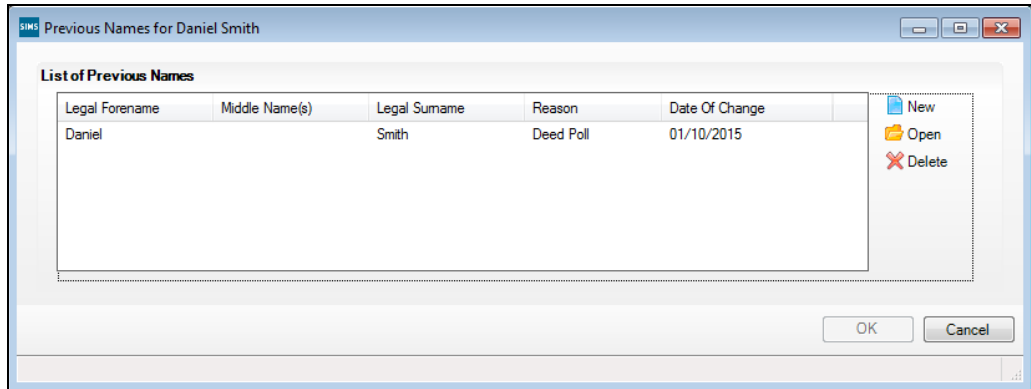 SIMS Previous Names for Daniel Smith
List of Previous Names
Legal Forename Middle Name(s) Legal Surname Reason Date Of Change
Daniel Smith Deed Poll 01/10/2015
New
Open
Delete
OK Cancel